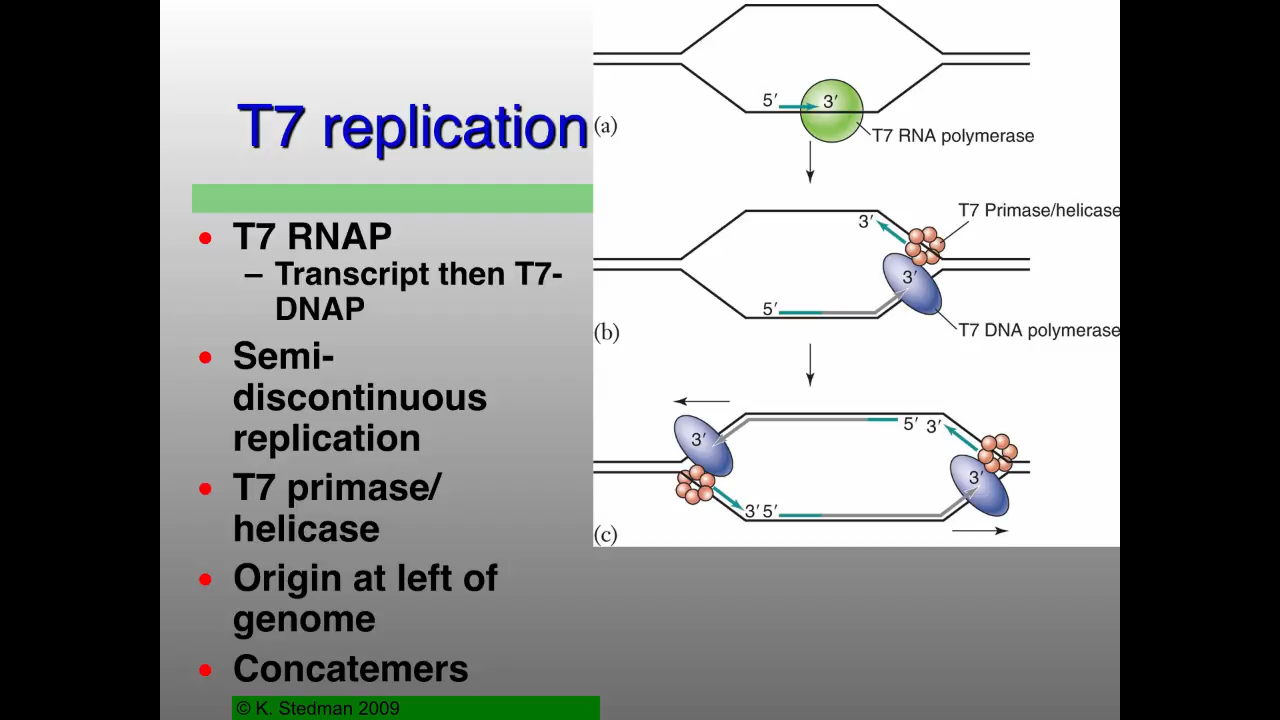 T7 replication
• T7 RNAP
– Transcript then T7-
DNAP
• Semi-
discontinuous
replication
• T7 primase/
helicase
• Origin at left of
genome
• Concatemers
© K. Stedman 2009
5′ 3′
(a)
T7 RNA polymerase
T7 Primase/helicase
3′
3′
5′
(b)
T7 DNA polymerase
5′ 3′
3′
3′
3′ 5′
(c)